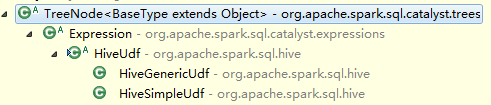 TreeNode<BaseType extends Object> - org.apache.spark.sql.catalyst.trees
Expression - org.apache.spark.sql.catalyst.expressions
HiveUdf - org.apache.spark.sql.hive
HiveGenericUdf - org.apache.spark.sql.hive
HiveSimpleUdf - org.apache.spark.sql.hive